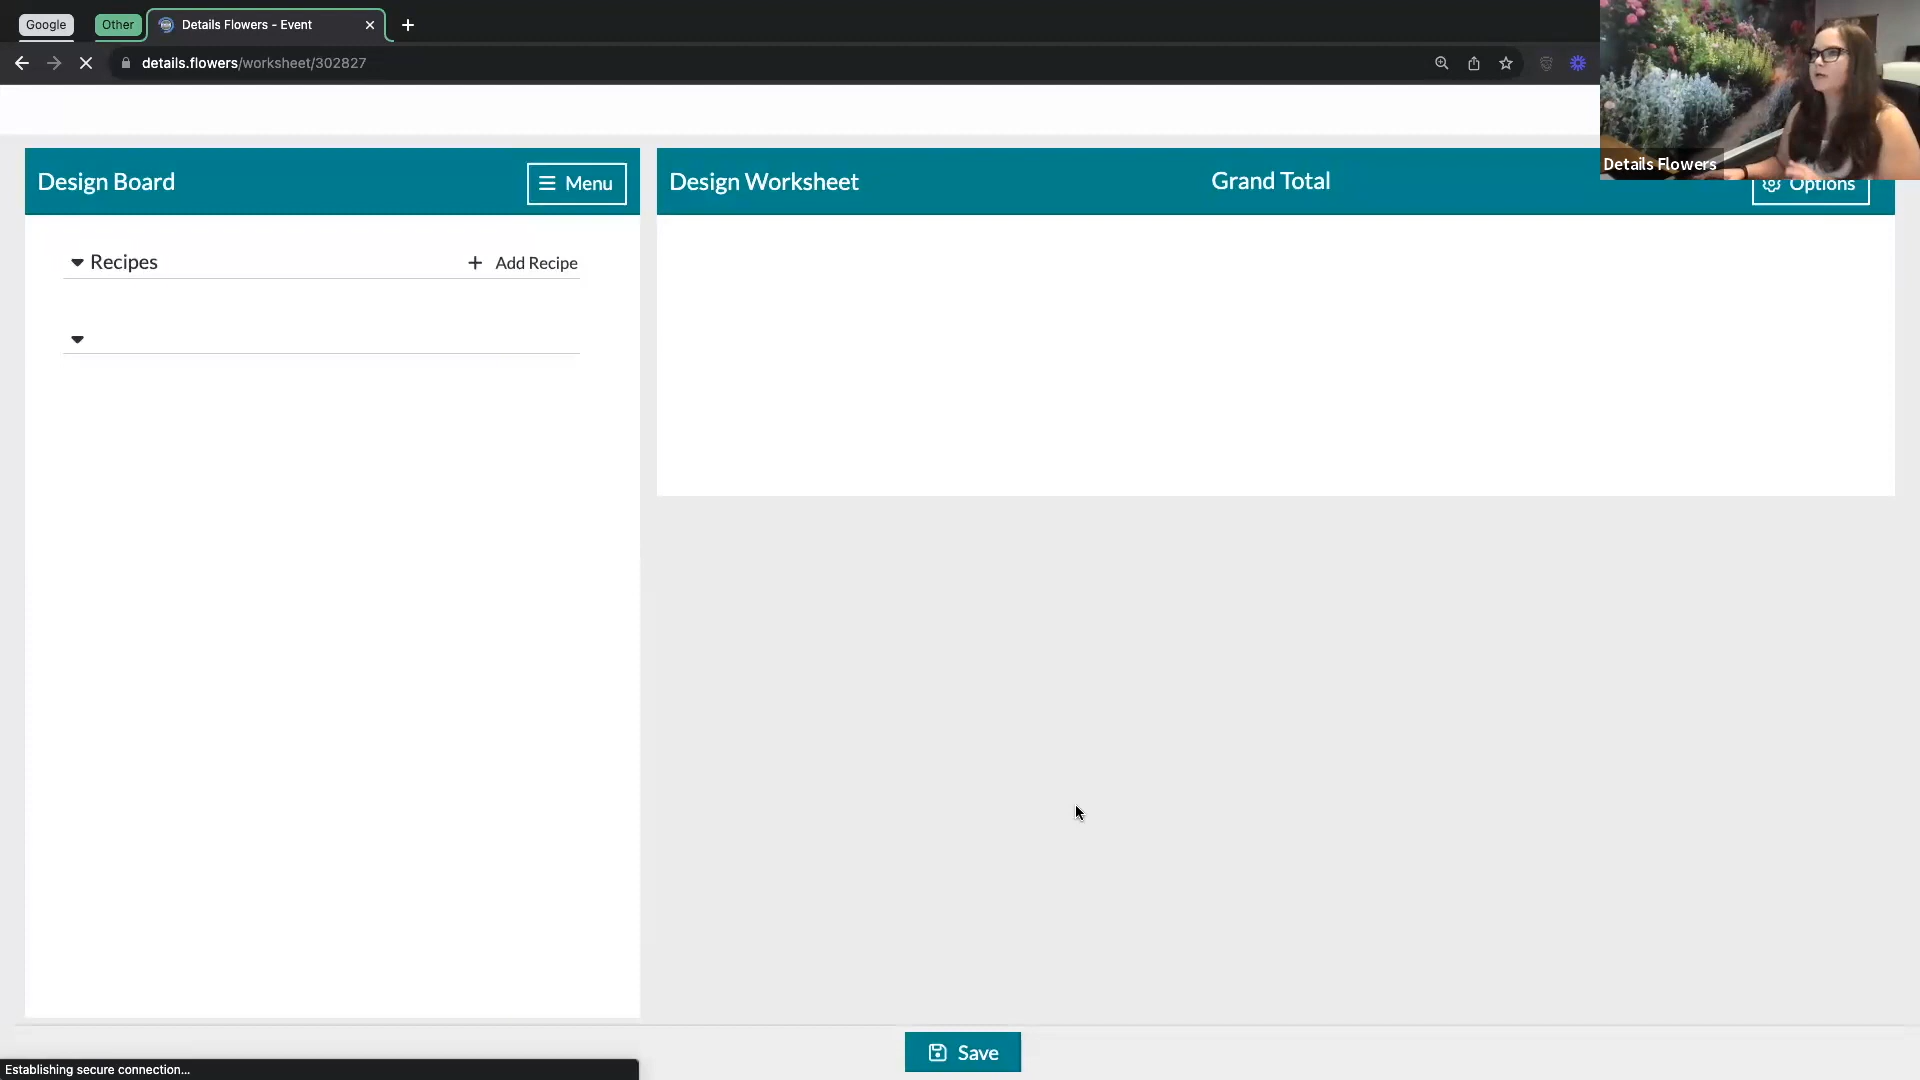 Google
Other
Details Flowers - Event
details.flowers/worksheet/302827
Details Flowers
Design Board
Menu
Design Worksheet
Grand Total
Options
Recipes
Add Recipe
Save
Establishing secure connection...